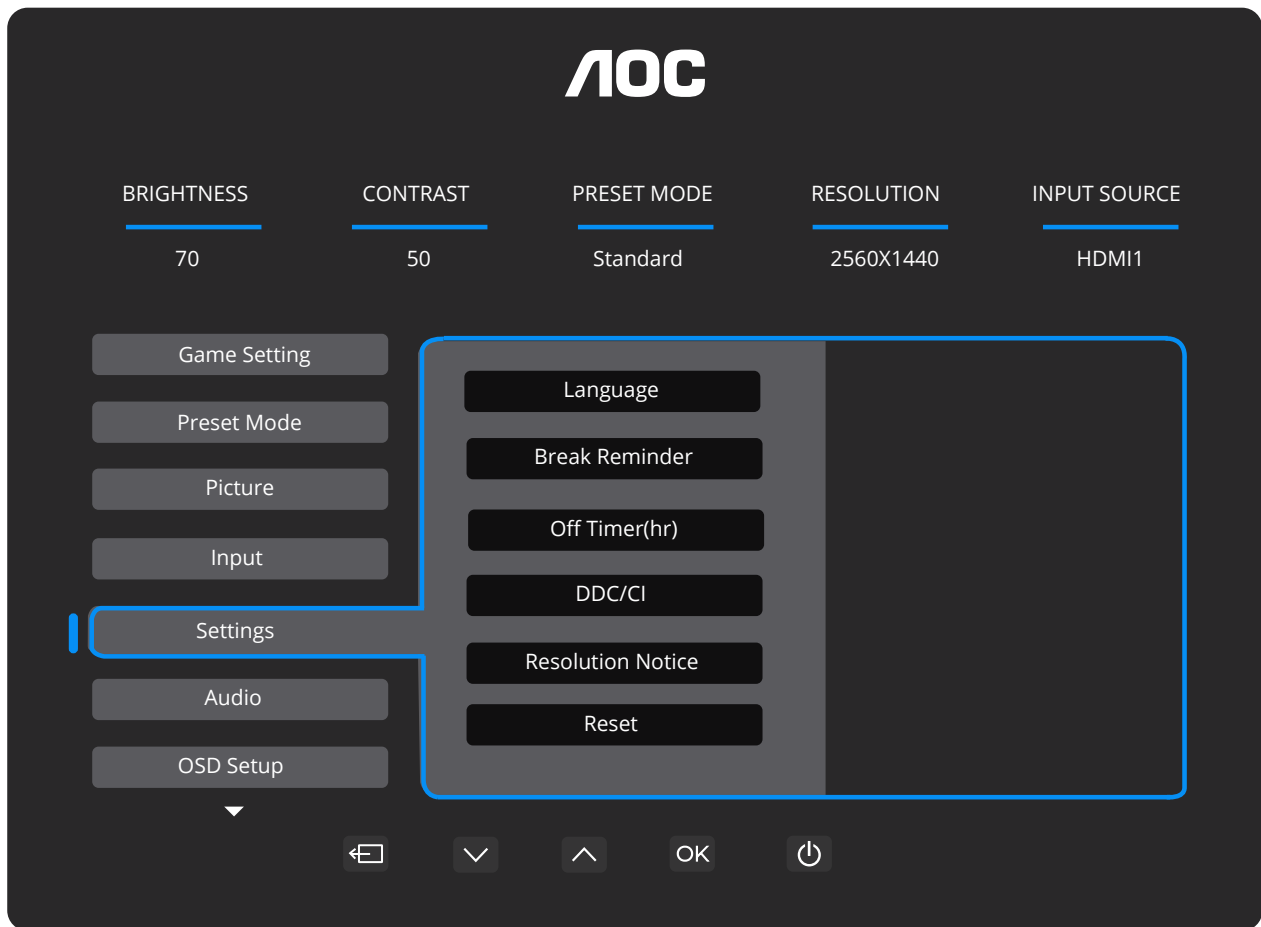 AOC
BRIGHTNESS CONTRAST PRESET MODE RESOLUTION INPUT SOURCE
70 50 Standard 2560X1440 HDMI1
Game Setting
Preset Mode
Picture
Input
Settings
Audio
OSD Setup
Language
Break Reminder
Off Timer(hr)
DDC/CI
Resolution Notice
Reset
OK